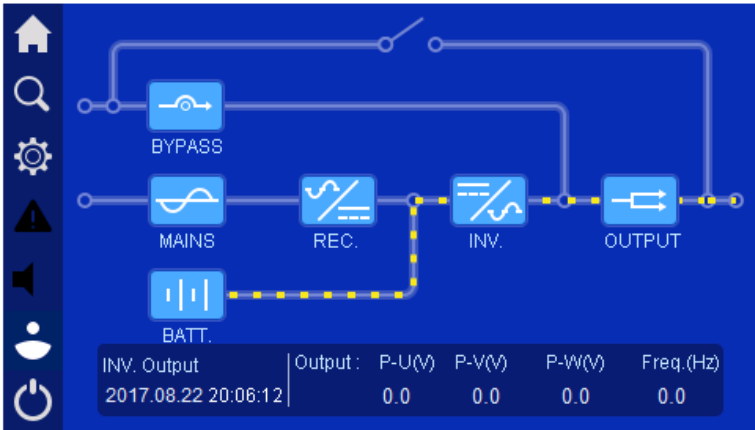 BYPASS
MAINS
REC.
INV.
OUTPUT
BATT.
INV. Output
2017.08.22 20:06:12
Output : P-U(V) P-V(V) P-W(V) Freq.(Hz)
0.0 0.0 0.0 0.0